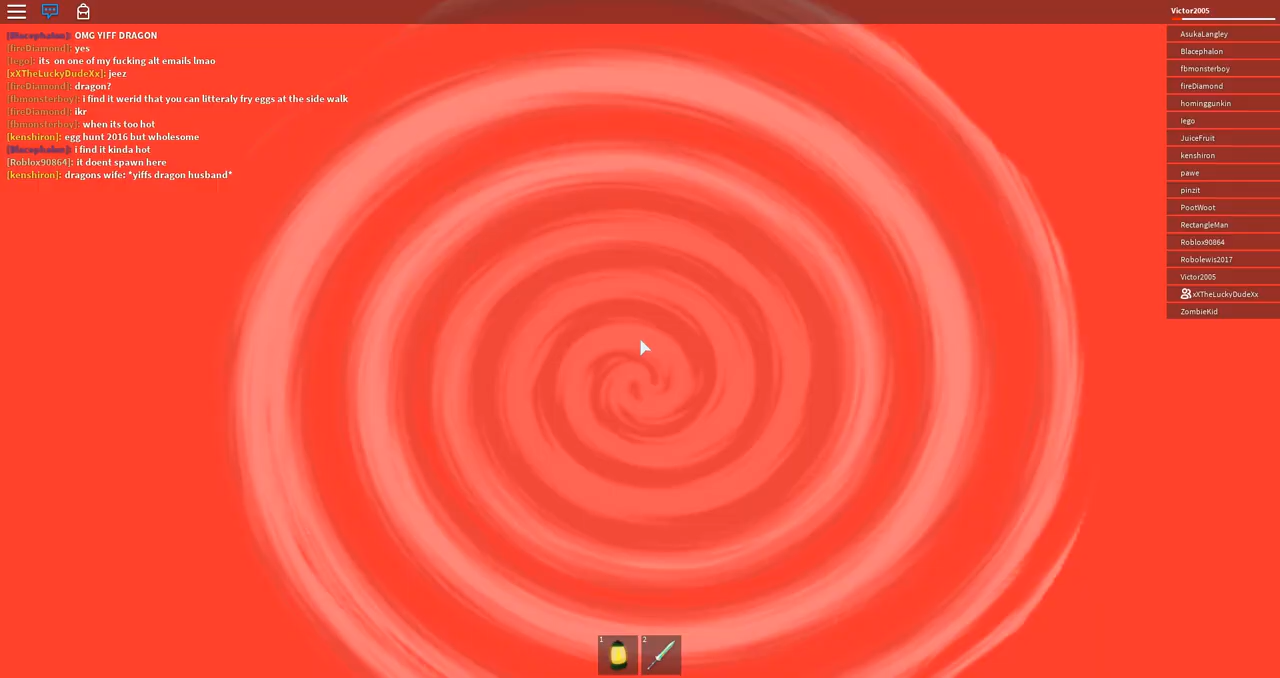 Victor2005
[Blacephalon]: OMG YIFF DRAGON
[fireDiamond]: yes
[lego]: its on one of my fucking alt emails lmao
[xXTheLuckyDudeXx]: jeez
[fireDiamond]: dragon?
[fbmonsterboy]: i find it werid that you can litteraly fry eggs at the side walk
[fireDiamond]: ikr
[fbmonsterboy]: when its too hot
[kenshiron]: egg hunt 2016 but wholesome
[Blacephalon]: i find it kinda hot
[Roblox90864]: it doent spawn here
[kenshiron]: dragons wife: *yiffs dragon husband*
AsukaLangley
Blacephalon
fbmonsterboy
fireDiamond
hominggunkin
lego
JuiceFruit
kenshiron
pawe
pinzit
PootWoot
RectangleMan
Roblox90864
Robolewis2017
Victor2005
xXTheLuckyDudeXx
ZombieKid
1
2